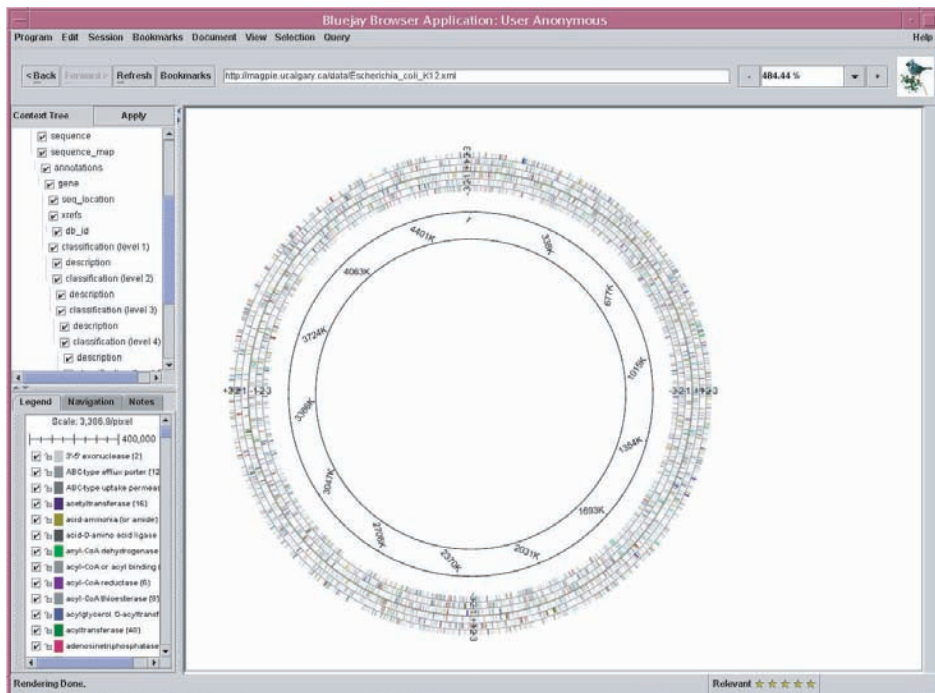 Bluejay Browser Application: User Anonymous
Program Edit Session Bookmarks Document View Selection Query Help
< Back Forward > Refresh Bookmarks http://magpie.ucalgary.ca/data/Escherichia_coli_K12.xml - 484.44 % +
Context Tree Apply
sequence
sequence_map
annotations
gene
seq_location
xrefs
db_id
classification (level 1)
description
classification (level 2)
description
classification (level 3)
description
classification (level 4)
description
Legend Navigation Notes
Scale: 3,386.9/pixel
400,000
3'-5' exonuclease (2)
ABC-type efflux porter (12
ABC-type uptake permeas
acetyltransferase (16)
acid-ammonia (or amide)
acid-D-amino acid ligase
acyl-CoA dehydrogenase
acyl-CoA or acyl binding (
acyl-CoA reductase (6)
acyl-CoA thioesterase (8)
acylglycerol O-acyltransf
acyltransferase (40)
adenosinetriphosphatase
338K
677K
1015K
1354K
1693K
2031K
2370K
2708K
3047K
3386K
3724K
4063K
4401K
Rendering Done. Relevant